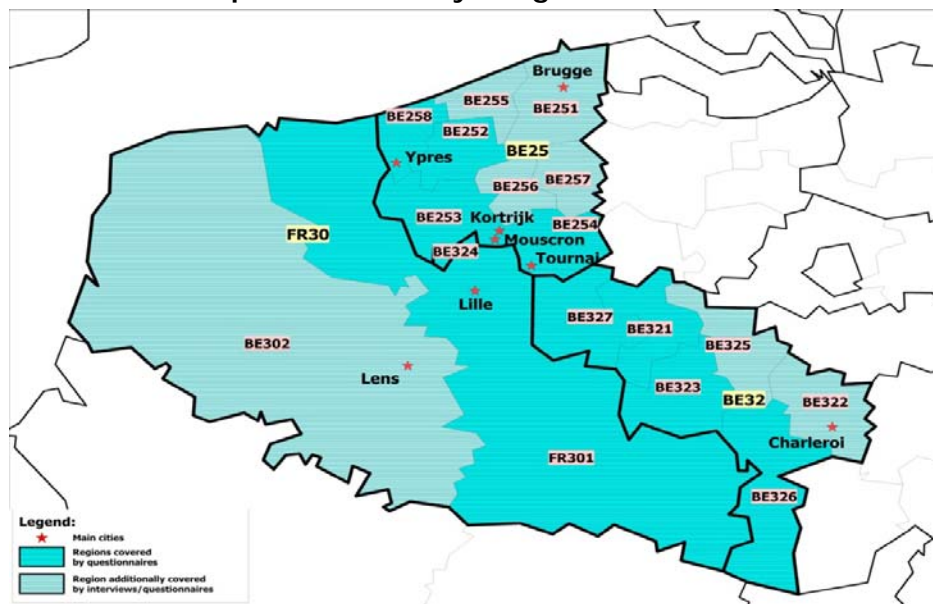 Brugge
BE255
BE251
BE258
BE252
BE25
Ypres
BE257
BE256
BE253
Kortrijk
BE254
FR30
Mouscron
BE324
Tournai
Lille
BE327
BE321
BE302
BE325
Lens
BE323
BE32
BE322
Charleroi
FR301
BE326
Legend:
Main cities
Regions covered
by questionnaires
Region additionally covered
by interviews/questionnaires